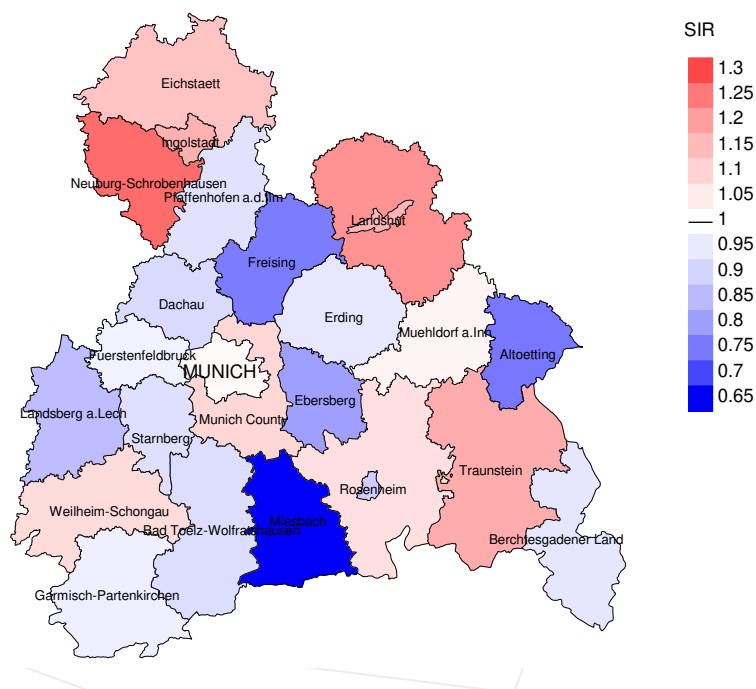 SIR
1.3
1.25
1.2
1.15
1.1
1.05
1
0.95
0.9
0.85
0.8
0.75
0.7
0.65
Eichstaett
Ingolstadt
Neuburg-Schrobenhausen
Pfaffenhofen a.d.Ilm
Landshut
Freising
Dachau
Erding
Muehldorf a.Inn
Altoetting
Fuerstenfeldbruck
MUNICH
Ebersberg
Landsberg a.Lech
Munich County
Starnberg
Traunstein
Rosenheim
Weilheim-Schongau
Miesbach
Bad Toelz-Wolfratshausen
Berchtesgadener Land
Garmisch-Partenkirchen